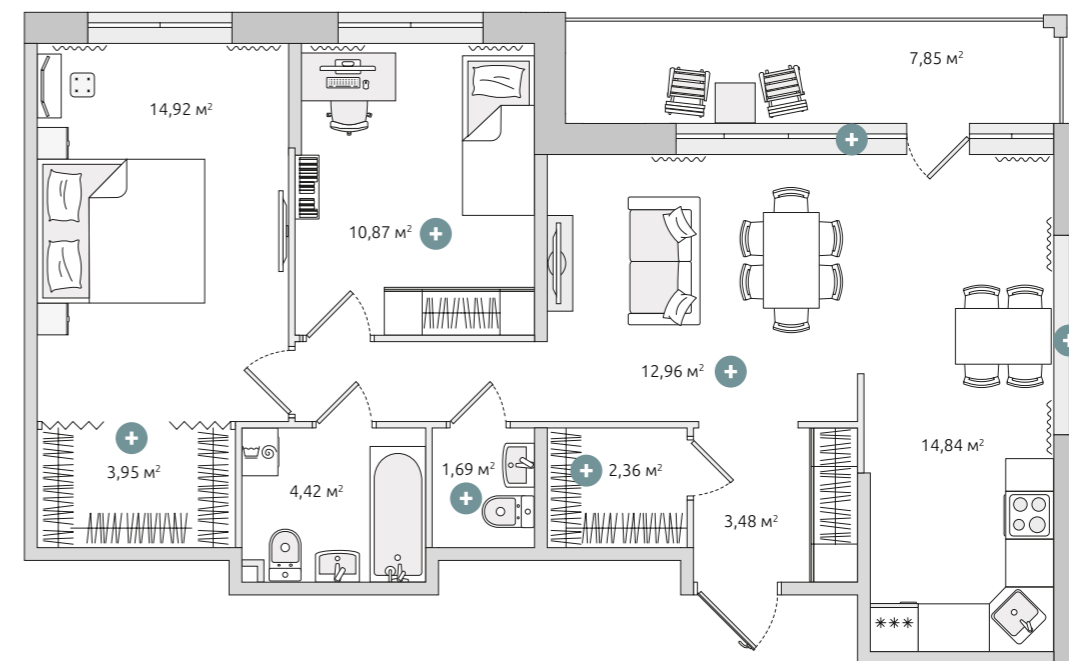 7,85 м²
14,92 м²
10,87 м²
12,96 м²
14,84 м²
3,95 м²
4,42 м²
1,69 м²
2,36 м²
3,48 м²
***